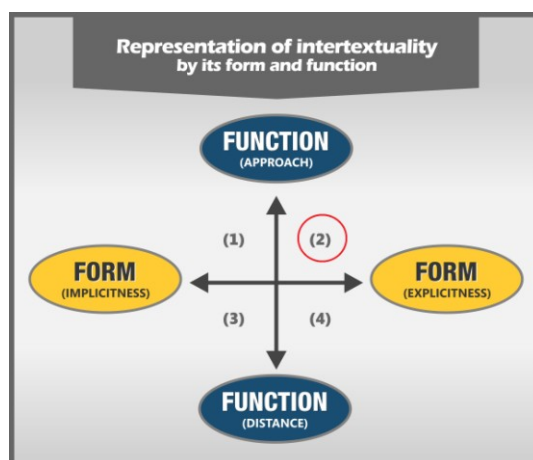 Representation of intertextuality
by its form and function
FUNCTION
(APPROACH)
(1)
(2)
FORM
(IMPLICITNESS)
FORM
(EXPLICITNESS)
(3)
(4)
FUNCTION
(DISTANCE)